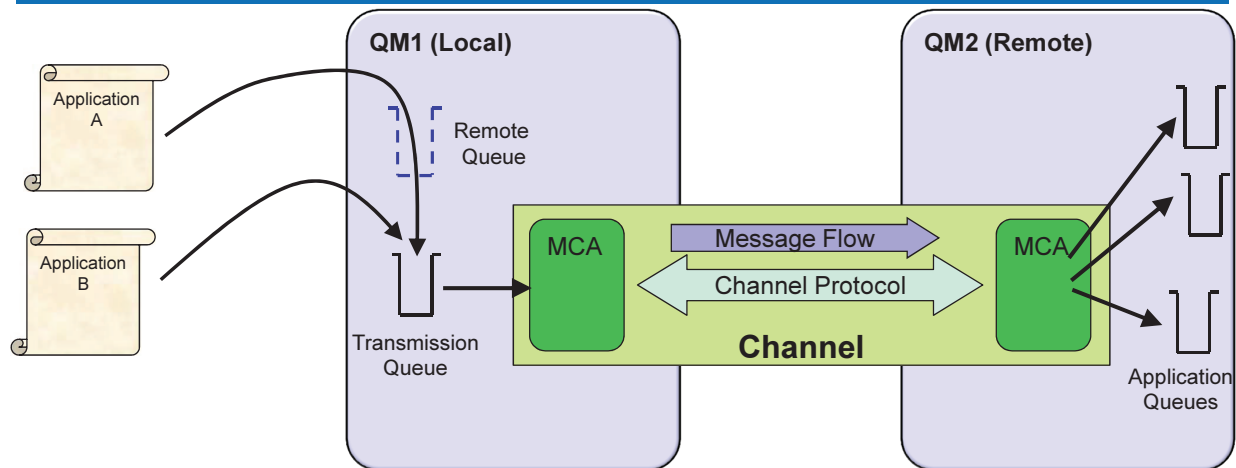 QM1 (Local)
QM2 (Remote)
Application
A
Remote
Queue
Application
B
MCA
Message Flow
MCA
Channel Protocol
Channel
Transmission
Queue
Application
Queues